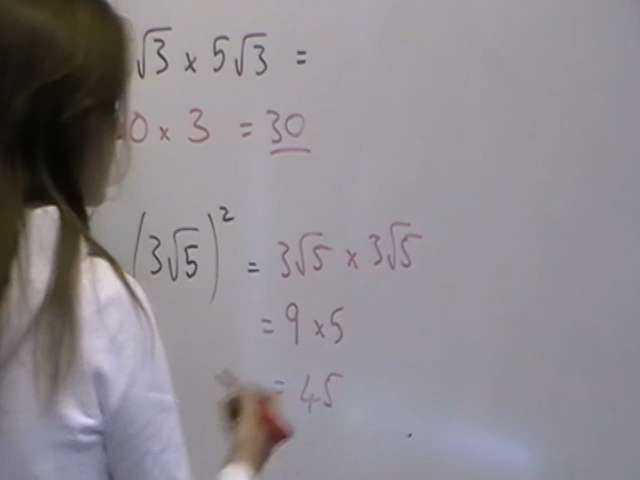 √3 × 5√3 =
0 × 3 = 30
(3√5)² = 3√5 × 3√5
= 9 × 5
= 45